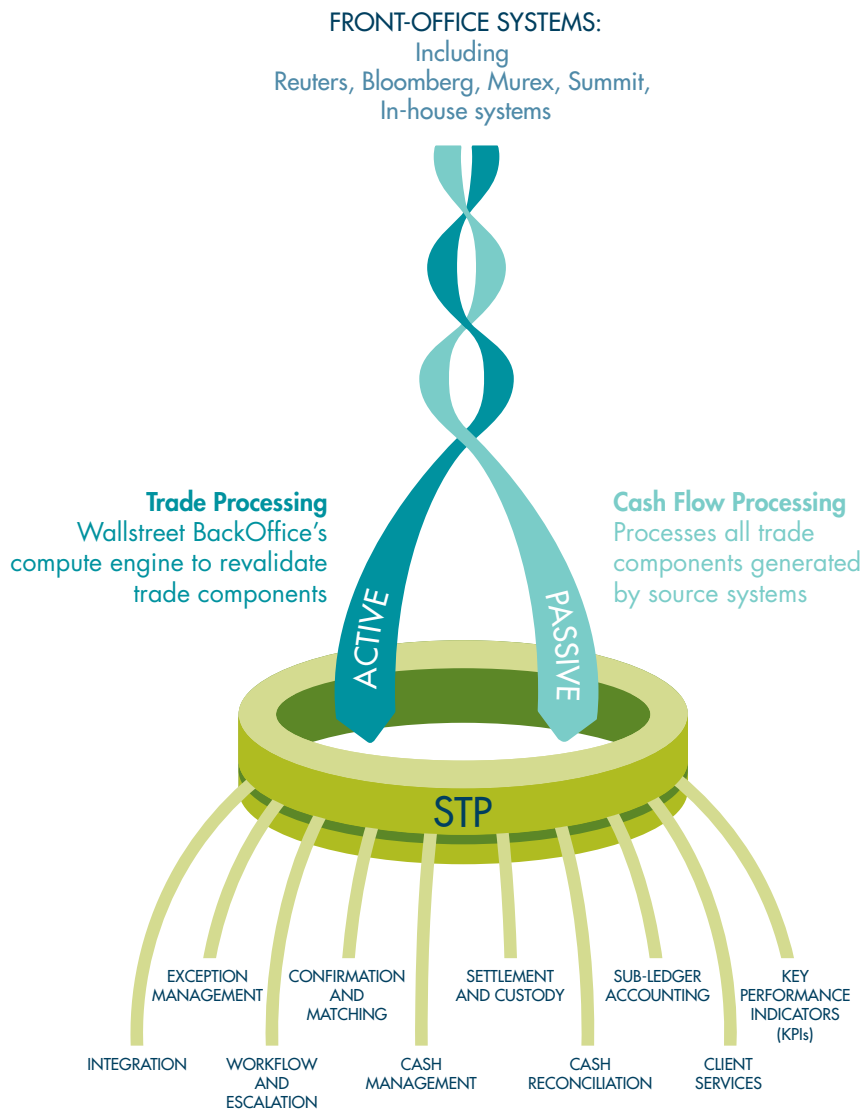 FRONT-OFFICE SYSTEMS:
Including
Reuters, Bloomberg, Murex, Summit,
In-house systems
Trade Processing
Wallstreet BackOffice’s
compute engine to revalidate
trade components
Cash Flow Processing
Processes all trade
components generated
by source systems
ACTIVE
PASSIVE
STP
INTEGRATION
EXCEPTION
MANAGEMENT
WORKFLOW
AND
ESCALATION
CONFIRMATION
AND
MATCHING
CASH
MANAGEMENT
SETTLEMENT
AND CUSTODY
CASH
RECONCILIATION
SUB-LEDGER
ACCOUNTING
CLIENT
SERVICES
KEY
PERFORMANCE
INDICATORS
(KPIs)